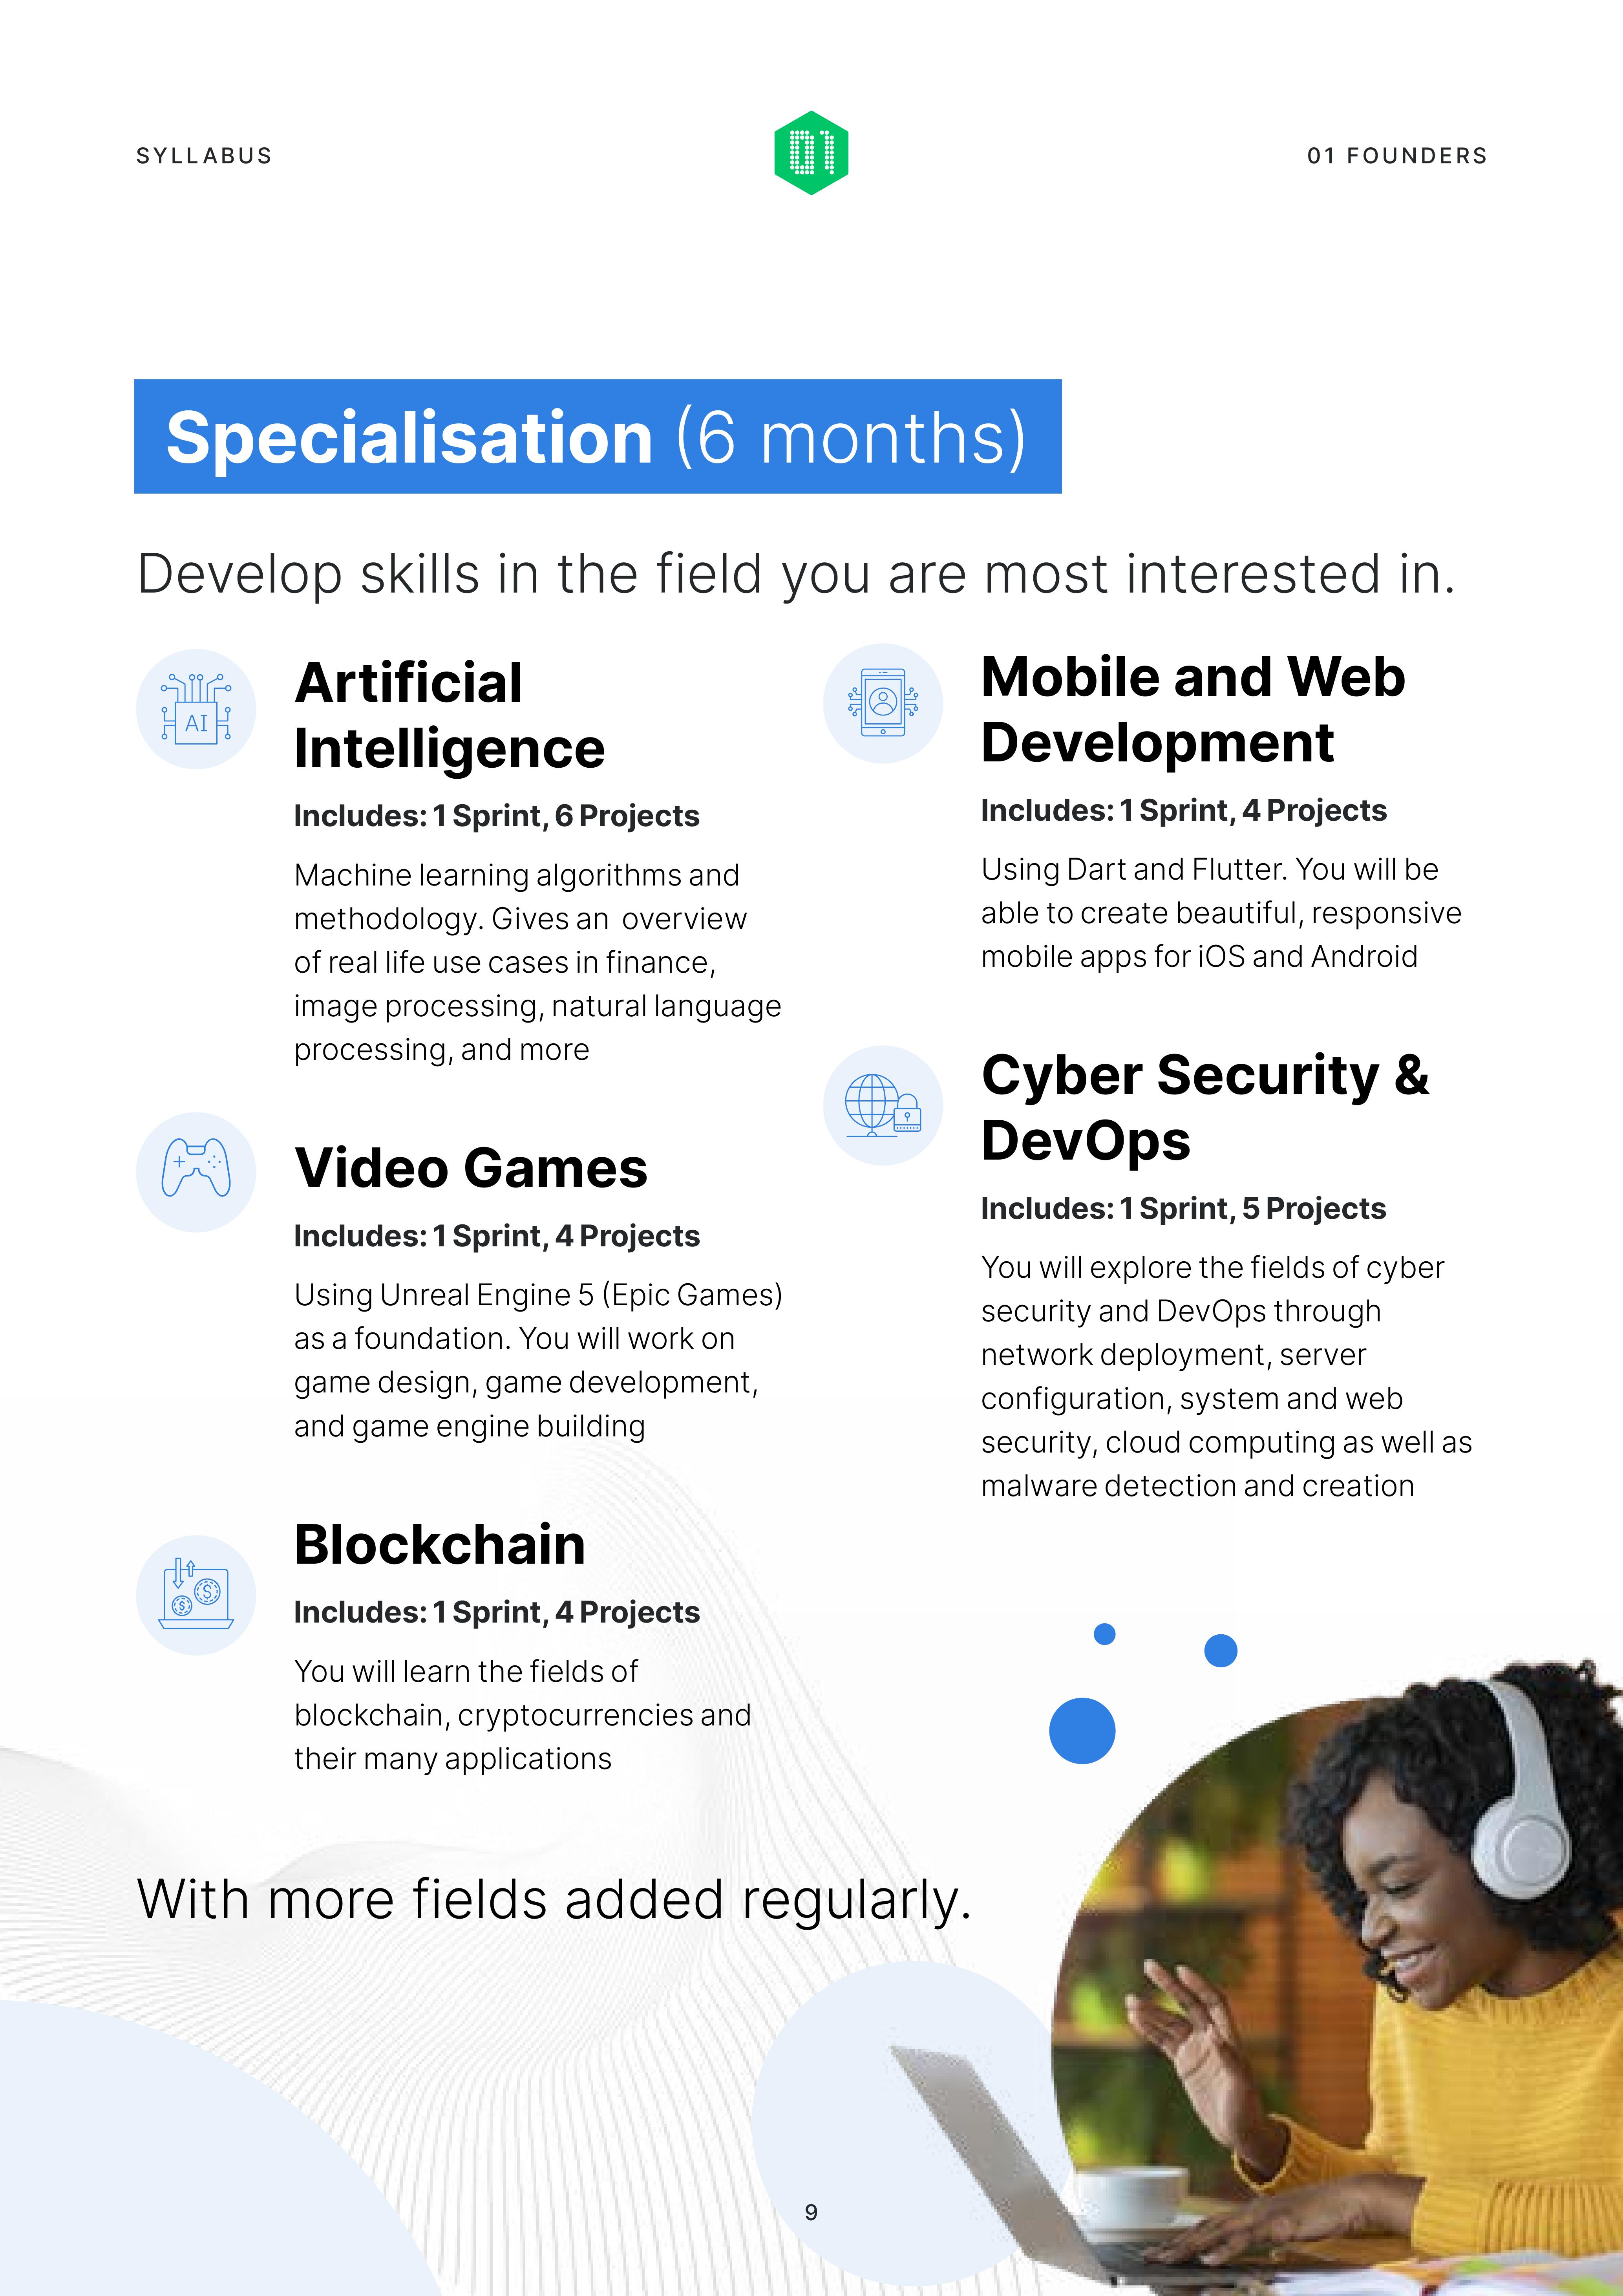 SYLLABUS
01
01 FOUNDERS
Specialisation (6 months)
Develop skills in the field you are most interested in.
AI
Artificial
Intelligence
Includes: 1 Sprint, 6 Projects
Machine learning algorithms and
methodology. Gives an  overview
of real life use cases in finance,
image processing, natural language
processing, and more
Video Games
Includes: 1 Sprint, 4 Projects
Using Unreal Engine 5 (Epic Games)
as a foundation. You will work on
game design, game development,
and game engine building
Blockchain
Includes: 1 Sprint, 4 Projects
You will learn the fields of
blockchain, cryptocurrencies and
their many applications
Mobile and Web
Development
Includes: 1 Sprint, 4 Projects
Using Dart and Flutter. You will be
able to create beautiful, responsive
mobile apps for iOS and Android
Cyber Security &
DevOps
Includes: 1 Sprint, 5 Projects
You will explore the fields of cyber
security and DevOps through
network deployment, server
configuration, system and web
security, cloud computing as well as
malware detection and creation
With more fields added regularly.
9